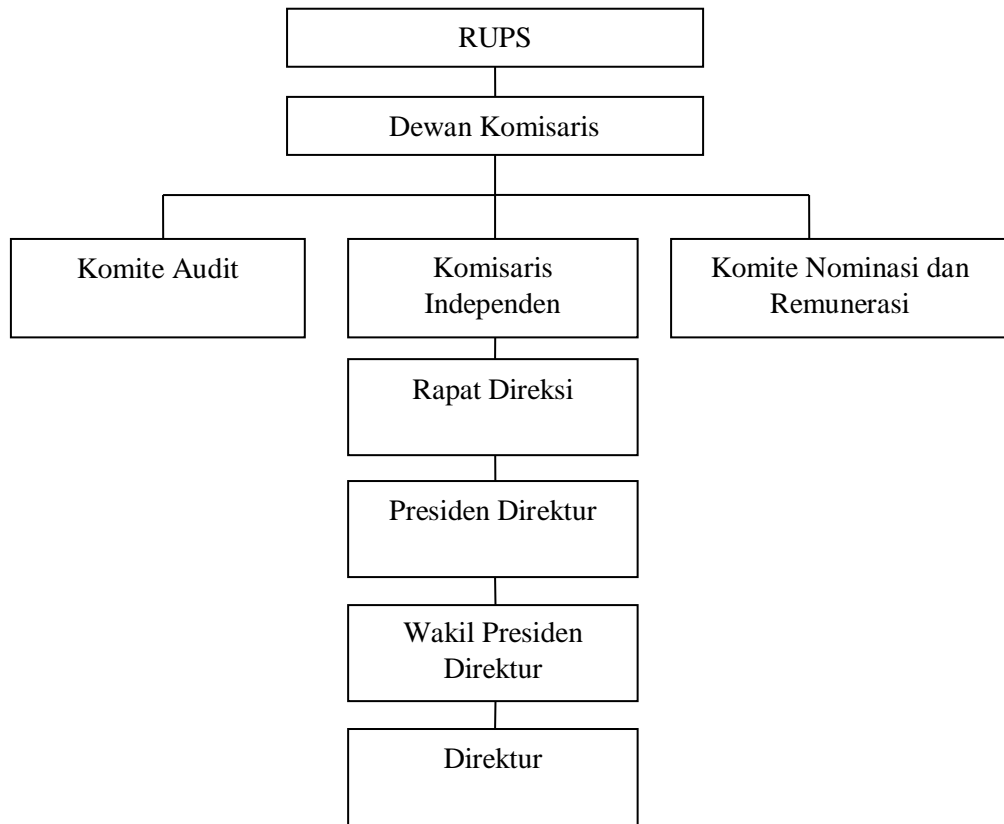 RUPS
Dewan Komisaris
Komite Audit
Komisaris
Independen
Komite Nominasi dan
Remunerasi
Rapat Direksi
Presiden Direktur
Wakil Presiden
Direktur
Direktur